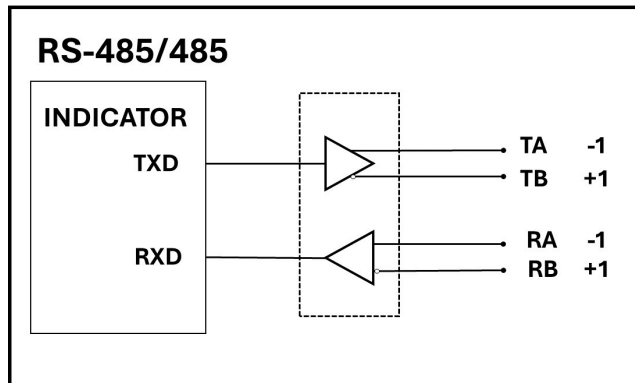 RS-485/485
INDICATOR
TXD
TA -1
TB +1
RXD
RA -1
RB +1